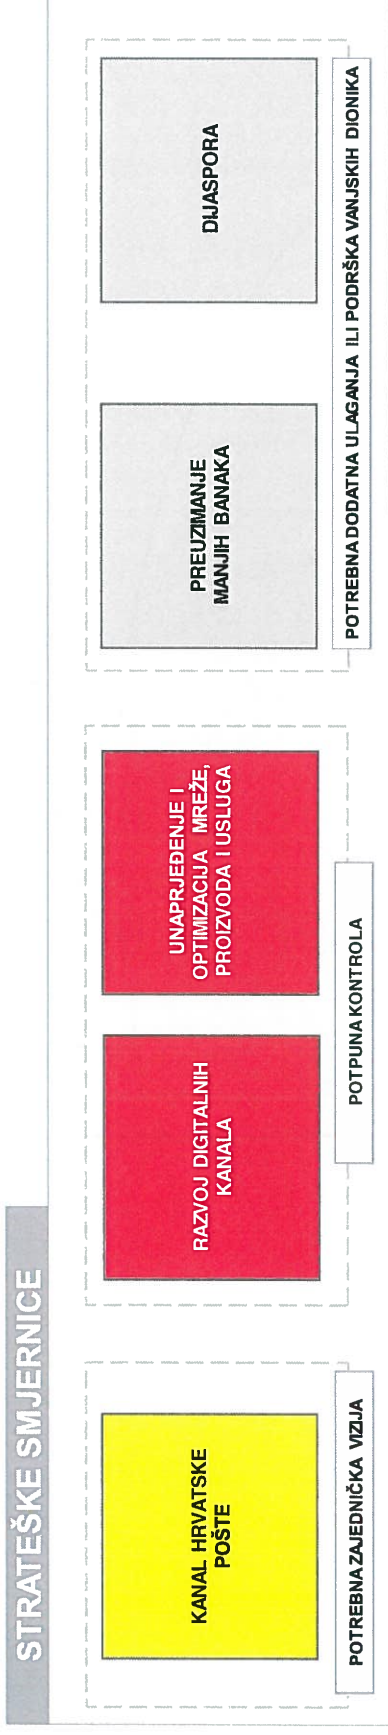 STRATEŠKE SMJERNICE
KANAL HRVATSKE
POŠTE
POTREBNA ZAJEDNIČKA VIZIJA
RAZVOJ DIGITALNIH
KANALA
UNAPRJEĐENJE I
OPTIMIZACIJA MREŽE,
PROIZVODA I USLUGA
POTPUNA KONTROLA
PREUZIMANJE
MANJIH BANAKA
DIJASPORA
POTREBNA DODATNA ULAGANJA ILI PODRŠKA VANJSKIH DIONIKA